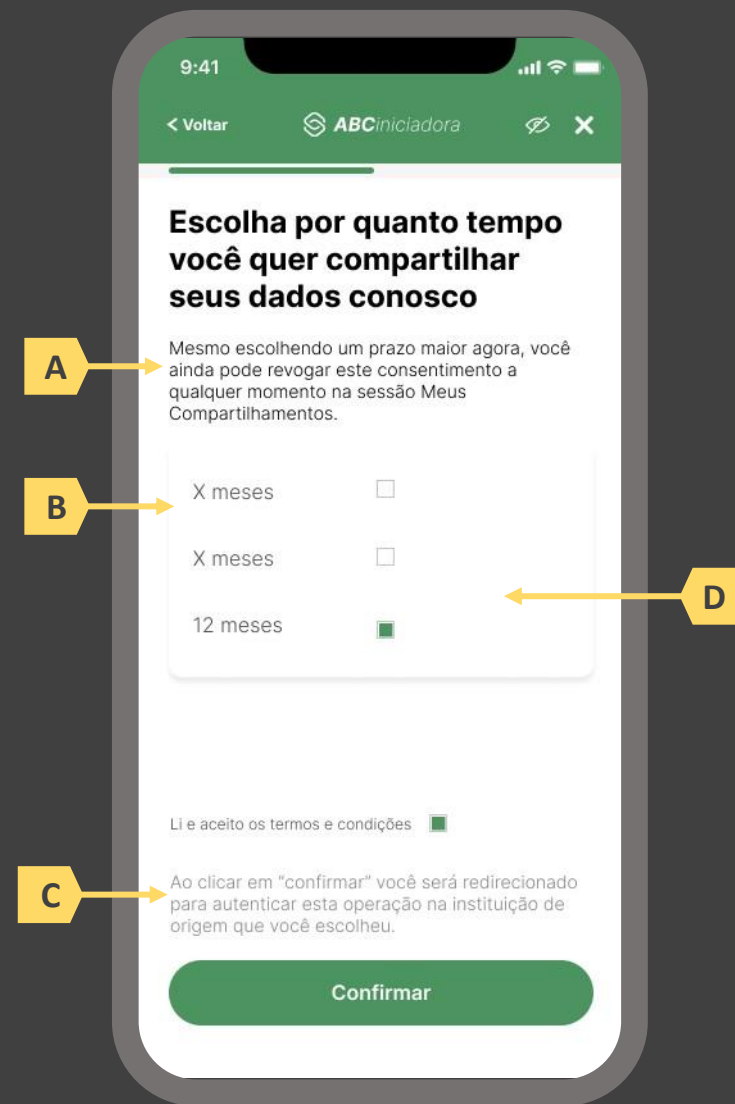 9:41
< Voltar ABCiniciadora
Escolha por quanto tempo
você quer compartilhar
seus dados conosco
A
Mesmo escolhendo um prazo maior agora, você
ainda pode revogar este consentimento a
qualquer momento na sessão Meus
Compartilhamentos.
B
X meses
X meses
D
12 meses
Li e aceito os termos e condições
C
Ao clicar em "confirmar" você será redirecionado
para autenticar esta operação na instituição de
origem que você escolheu.
Confirmar